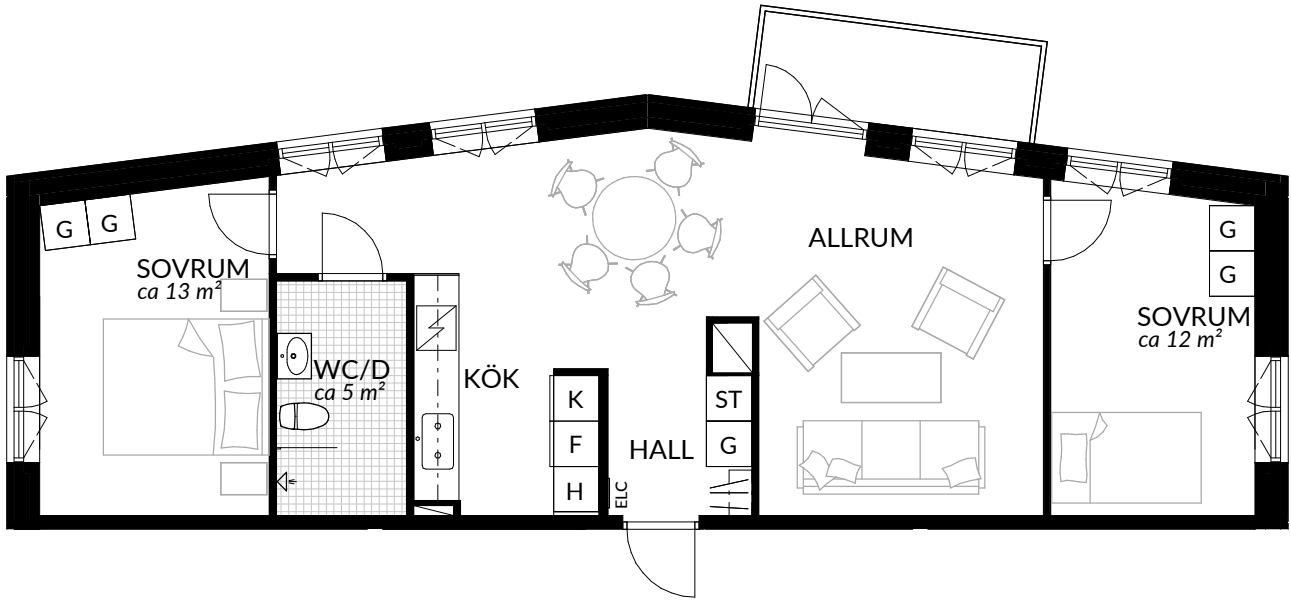 G
G
SOVRUM
ca 13 m²
WC/D
ca 5 m²
KÖK
K
F
H
ELC
HALL
ST
G
ALLRUM
G
G
SOVRUM
ca 12 m²